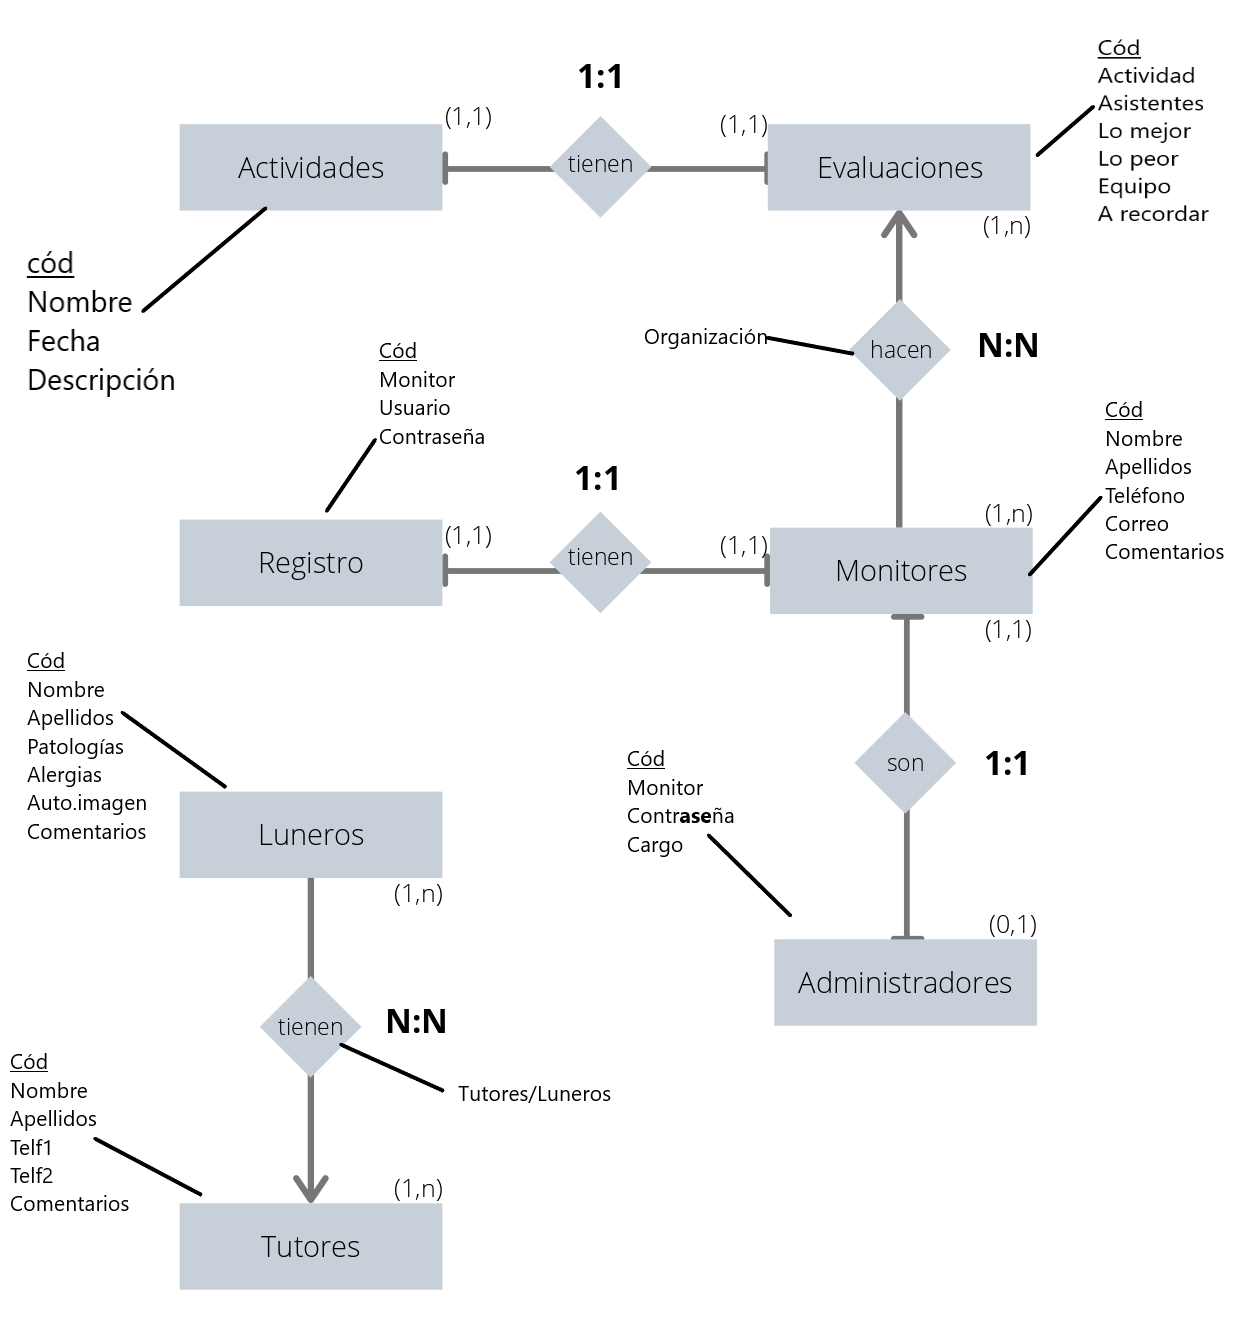 1:1
Cód
Actividad
Asistentes
Lo mejor
Lo peor
Equipo
A recordar
(1,1)
(1,1)
Actividades
tienen
Evaluaciones
(1,n)
cód
Nombre
Fecha
Descripción
Organización
hacen
N:N
Cód
Monitor
Usuario
Contraseña
Cód
Nombre
Apellidos
Teléfono
Correo
Comentarios
1:1
(1,n)
(1,1)
(1,1)
Registro
tienen
Monitores
(1,1)
Cód
Nombre
Apellidos
Patologías
Alergias
Auto.imagen
Comentarios
Luneros
(1,n)
son
1:1
Cód
Monitor
Contraseña
Cargo
(0,1)
Administradores
tienen
N:N
Tutores/Luneros
Cód
Nombre
Apellidos
Telf1
Telf2
Comentarios
(1,n)
Tutores